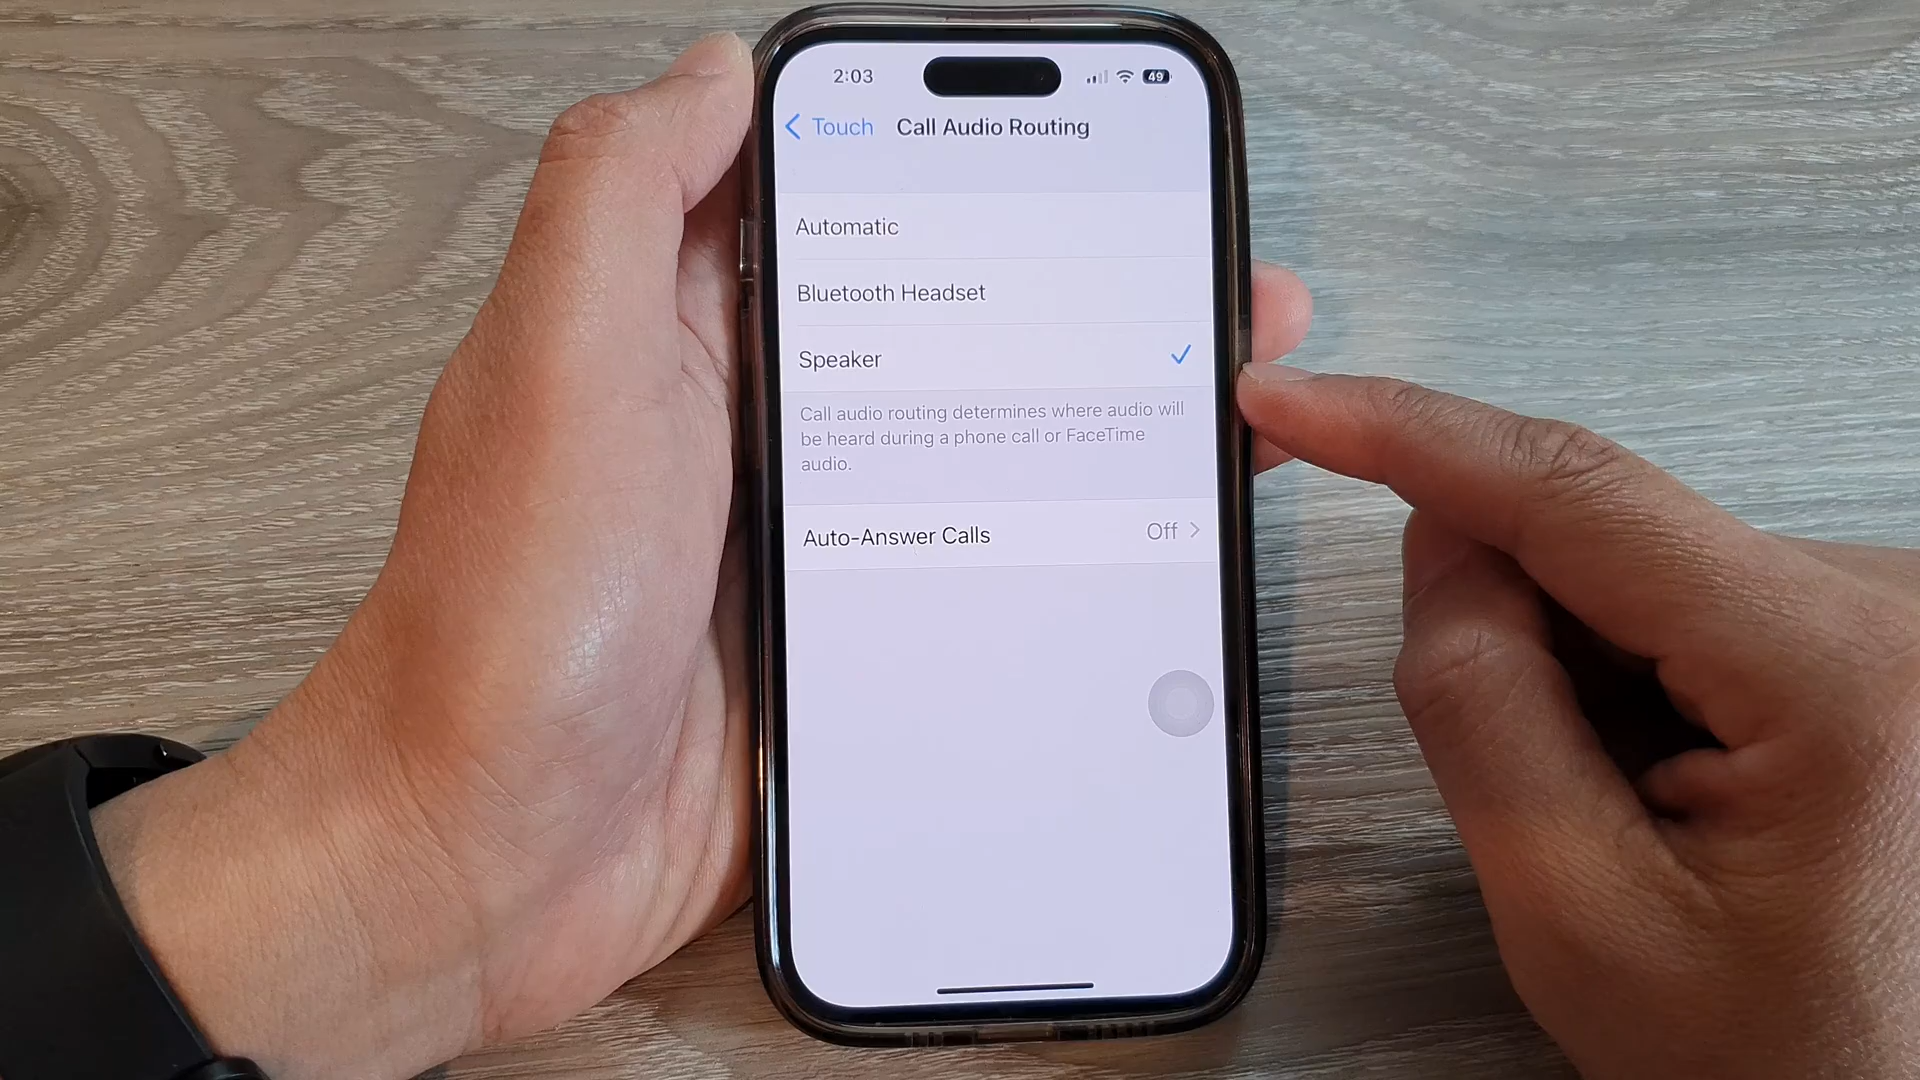 2:03
49
Touch
Call Audio Routing
Automatic
Bluetooth Headset
Speaker
Call audio routing determines where audio will
be heard during a phone call or FaceTime
audio.
Auto-Answer Calls
Off